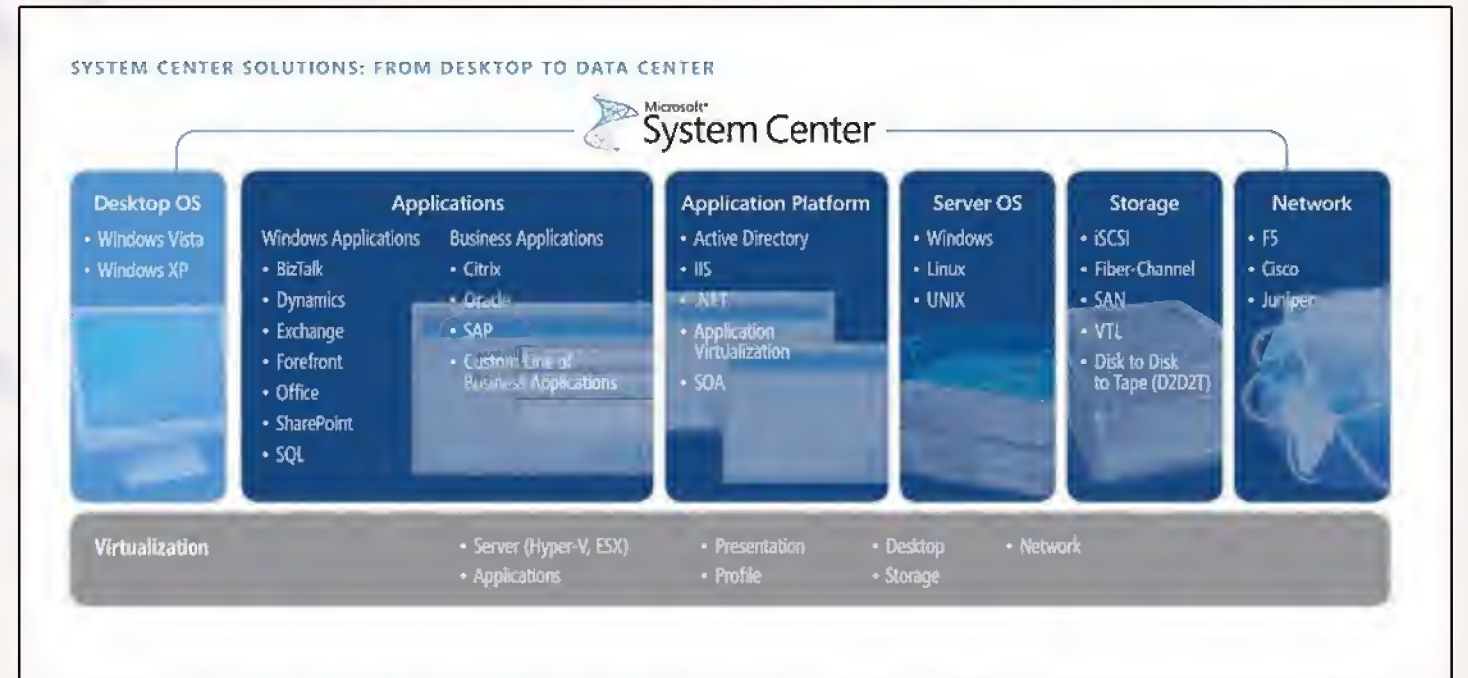 SYSTEM CENTER SOLUTIONS: FROM DESKTOP TO DATA CENTER
Microsoft®
System Center
Desktop OS
• Windows Vista
• Windows XP
Applications
Windows Applications
• BizTalk
• Dynamics
• Exchange
• Forefront
• Office
• SharePoint
• SQL
Business Applications
• Citrix
• Oracle
• SAP
• Custom Line of
Business Applications
Application Platform
• Active Directory
• IIS
• .NET
• Application
Virtualization
• SOA
Server OS
• Windows
• Linux
• UNIX
Storage
• iSCSI
• Fiber-Channel
• SAN
• VTL
• Disk to Disk
to Tape (D2D2T)
Network
• F5
• Cisco
• Juniper
Virtualization
• Server (Hyper-V, ESX)
• Applications
• Presentation
• Profile
• Desktop
• Storage
• Network